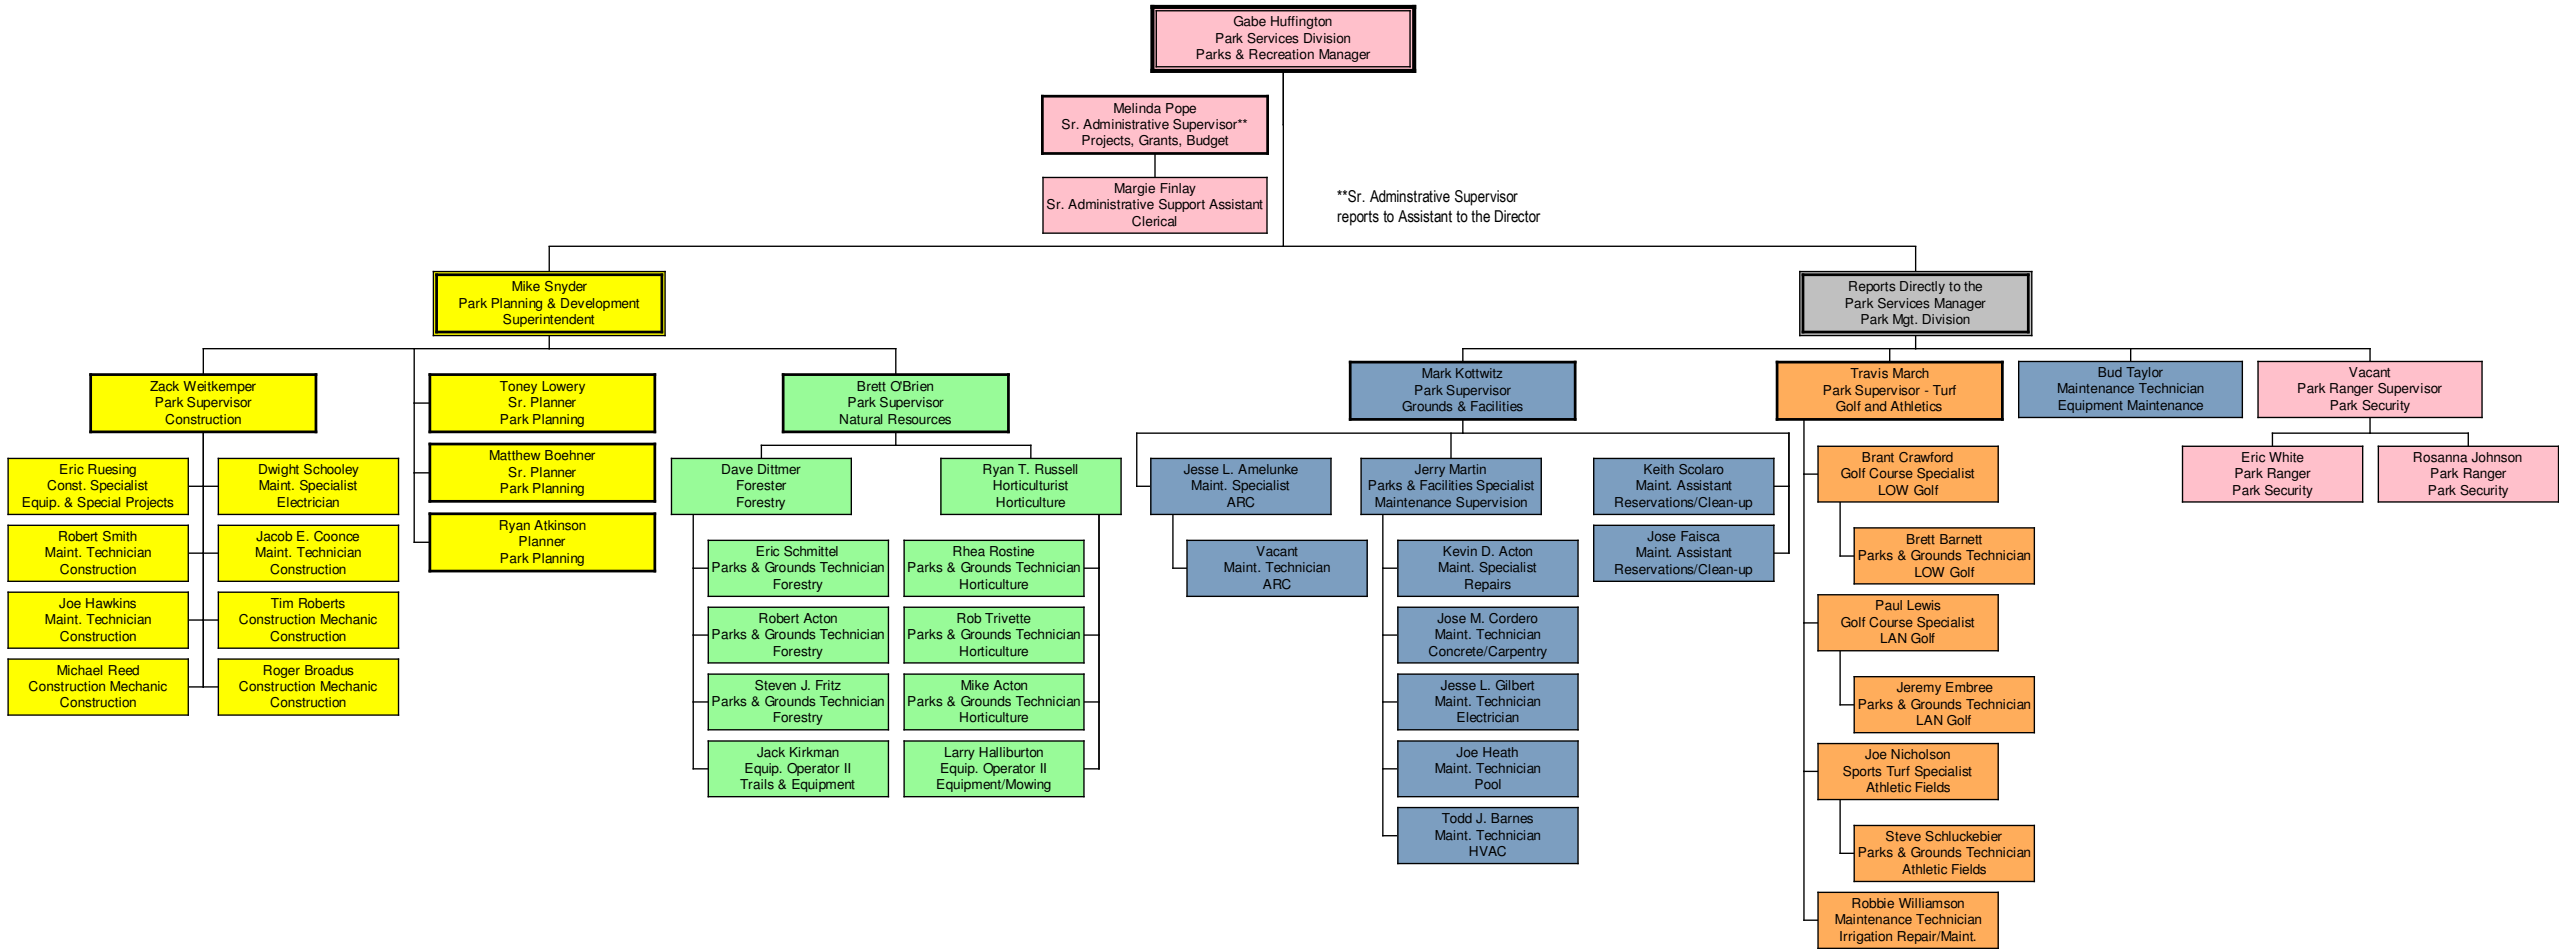 Gabe Huffington
Park Services Division
Parks & Recreation Manager
Melinda Pope
Sr. Administrative Supervisor**
Projects, Grants, Budget
Margie Finlay
Sr. Administrative Support Assistant
Clerical
**Sr. Adminstrative Supervisor
reports to Assistant to the Director
Mike Snyder
Park Planning & Development
Superintendent
Reports Directly to the
Park Services Manager
Park Mgt. Division
Zack Weitkemper
Park Supervisor
Construction
Eric Ruesing
Const. Specialist
Equip. & Special Projects
Dwight Schooley
Maint. Specialist
Electrician
Robert Smith
Maint. Technician
Construction
Jacob E. Coonce
Maint. Technician
Construction
Joe Hawkins
Maint. Technician
Construction
Tim Roberts
Construction Mechanic
Construction
Michael Reed
Construction Mechanic
Construction
Roger Broadus
Construction Mechanic
Construction
Toney Lowery
Sr. Planner
Park Planning
Matthew Boehner
Sr. Planner
Park Planning
Ryan Atkinson
Planner
Park Planning
Brett O'Brien
Park Supervisor
Natural Resources
Dave Dittmer
Forester
Forestry
Eric Schmittel
Parks & Grounds Technician
Forestry
Robert Acton
Parks & Grounds Technician
Forestry
Steven J. Fritz
Parks & Grounds Technician
Forestry
Jack Kirkman
Equip. Operator II
Trails & Equipment
Ryan T. Russell
Horticulturist
Horticulture
Rhea Rostine
Parks & Grounds Technician
Horticulture
Rob Trivette
Parks & Grounds Technician
Horticulture
Mike Acton
Parks & Grounds Technician
Horticulture
Larry Halliburton
Equip. Operator II
Equipment/Mowing
Mark Kottwitz
Park Supervisor
Grounds & Facilities
Jesse L. Amelunke
Maint. Specialist
ARC
Vacant
Maint. Technician
ARC
Jerry Martin
Parks & Facilities Specialist
Maintenance Supervision
Kevin D. Acton
Maint. Specialist
Repairs
Jose M. Cordero
Maint. Technician
Concrete/Carpentry
Jesse L. Gilbert
Maint. Technician
Electrician
Joe Heath
Maint. Technician
Pool
Todd J. Barnes
Maint. Technician
HVAC
Keith Scolaro
Maint. Assistant
Reservations/Clean-up
Jose Faisca
Maint. Assistant
Reservations/Clean-up
Travis March
Park Supervisor - Turf
Golf and Athletics
Brant Crawford
Golf Course Specialist
LOW Golf
Brett Barnett
Parks & Grounds Technician
LOW Golf
Paul Lewis
Golf Course Specialist
LAN Golf
Jeremy Embree
Parks & Grounds Technician
LAN Golf
Joe Nicholson
Sports Turf Specialist
Athletic Fields
Steve Schluckebier
Parks & Grounds Technician
Athletic Fields
Robbie Williamson
Maintenance Technician
Irrigation Repair/Maint.
Bud Taylor
Maintenance Technician
Equipment Maintenance
Vacant
Park Ranger Supervisor
Park Security
Eric White
Park Ranger
Park Security
Rosanna Johnson
Park Ranger
Park Security